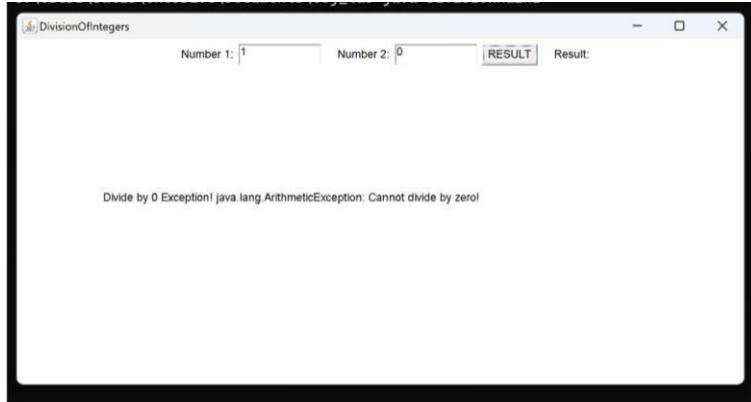 DivisionOfIntegers
Number 1: 1 Number 2: 0 RESULT Result:
Divide by 0 Exception! java.lang.ArithmeticException: Cannot divide by zero!